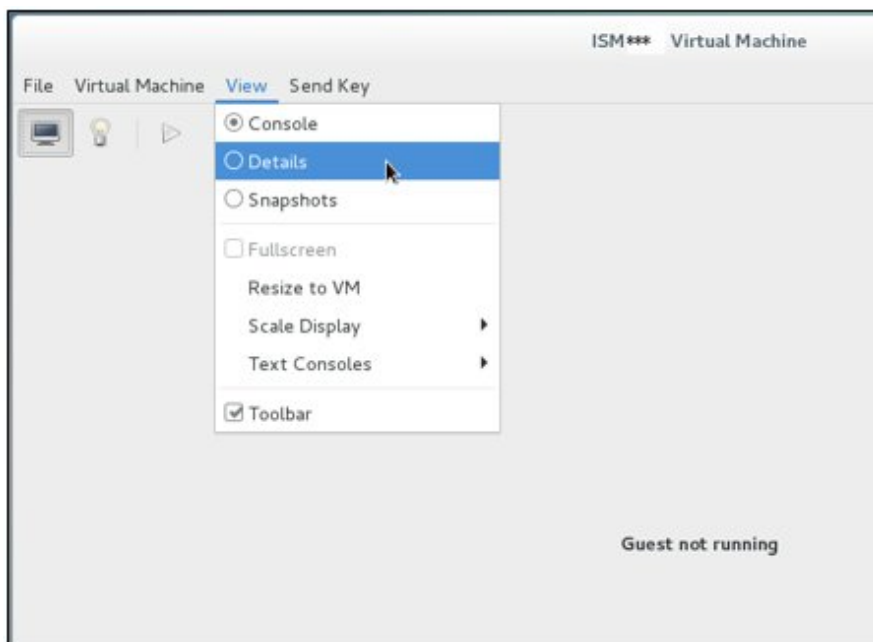 ISM*** Virtual Machine
File Virtual Machine View Send Key
Console
Details
Snapshots
Fullscreen
Resize to VM
Scale Display
Text Consoles
Toolbar
Guest not running